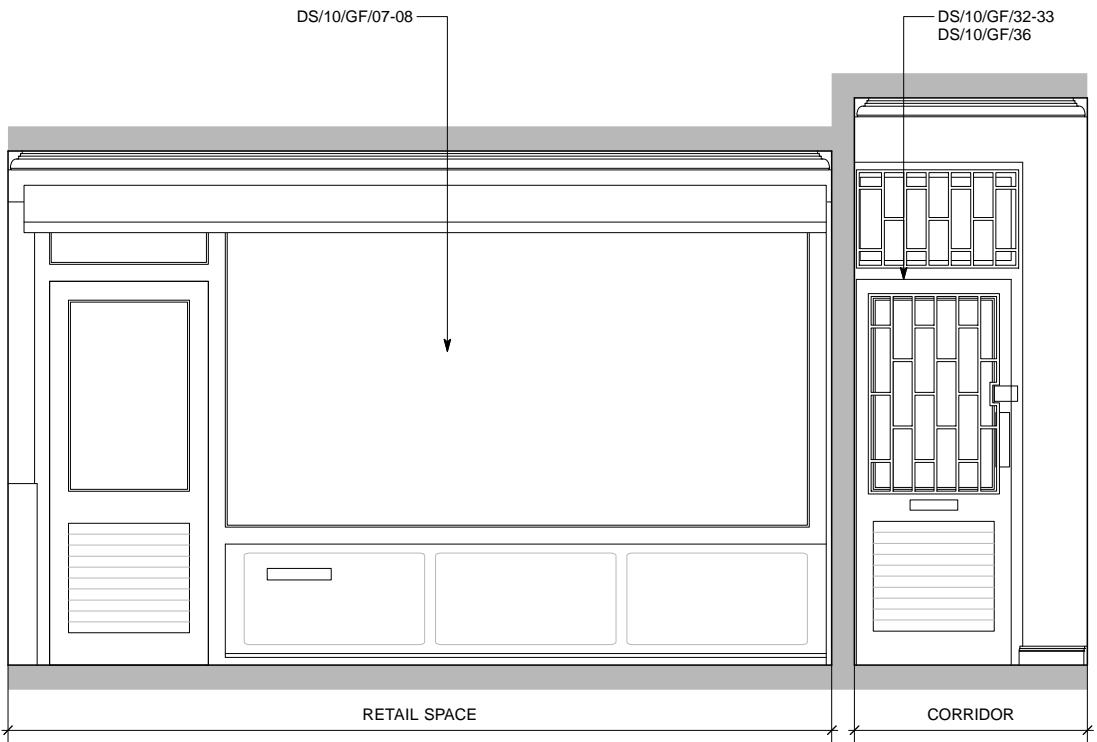 DS/10/GF/07-08
DS/10/GF/32-33
DS/10/GF/36
RETAIL SPACE
CORRIDOR